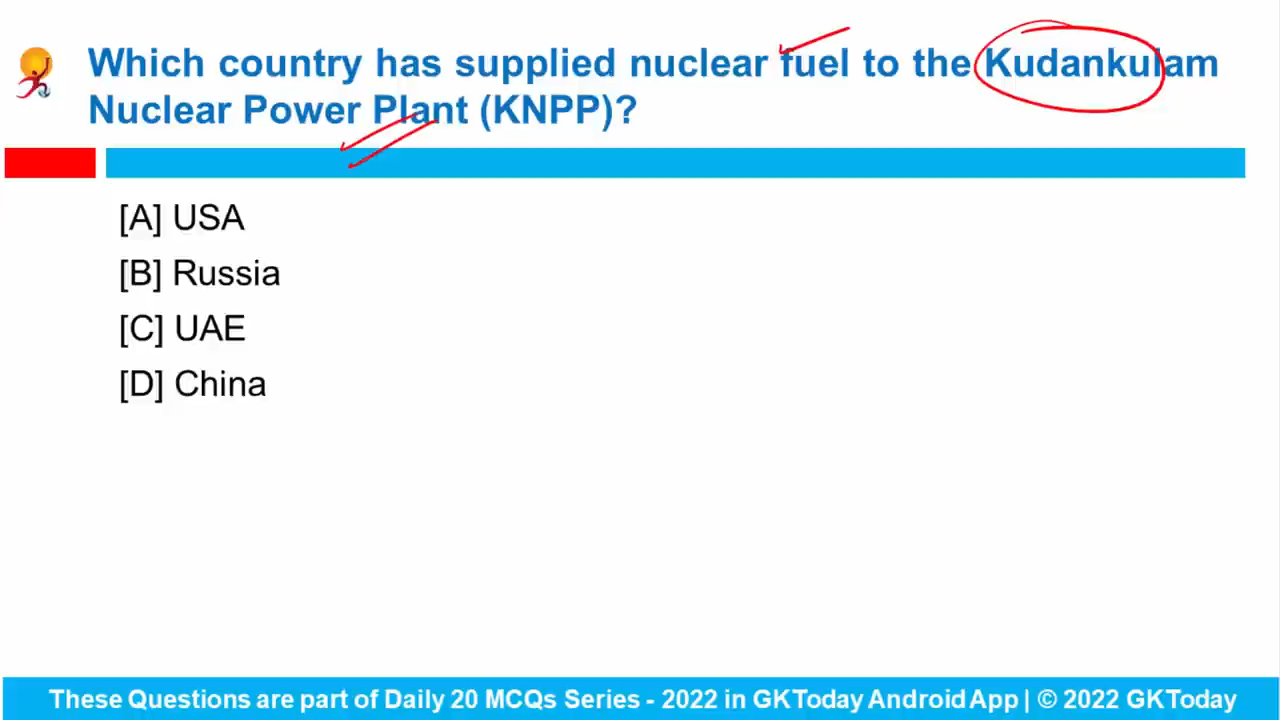 Which country has supplied nuclear fuel to the Kudankulam
Nuclear Power Plant (KNPP)?
[A] USA
[B] Russia
[C] UAE
[D] China
These Questions are part of Daily 20 MCQs Series - 2022 in GKToday Android App | © 2022 GKToday